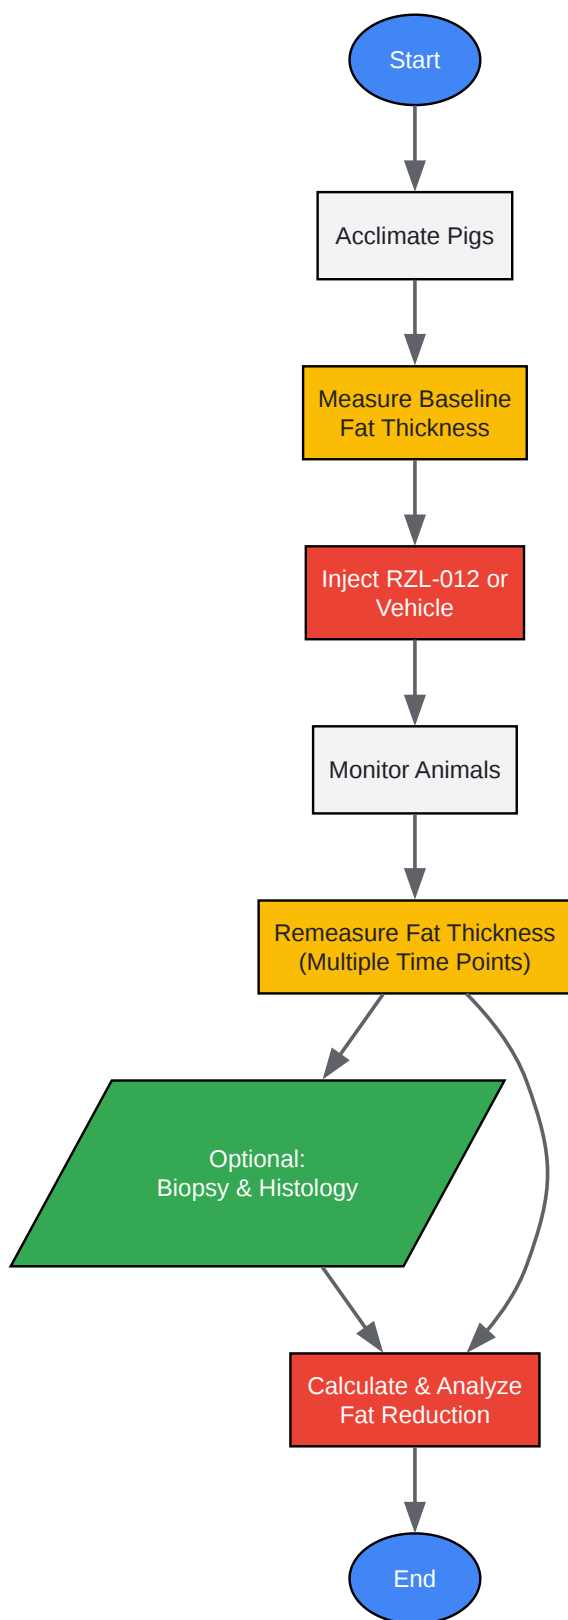 Start
Acclimate Pigs
Measure Baseline
Fat Thickness
Inject RZL-012 or
Vehicle
Monitor Animals
Remeasure Fat Thickness
(Multiple Time Points)
Optional:
Biopsy & Histology
Calculate & Analyze
Fat Reduction
End